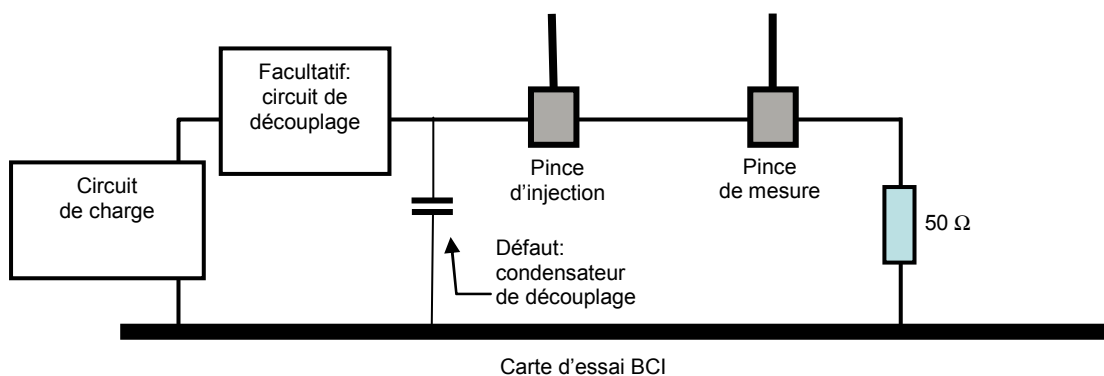 Facultatif:
circuit de
découplage
Circuit
de charge
Pince
d’injection
Pince
de mesure
50 Ω
Défaut:
condensateur
de découplage
Carte d’essai BCI